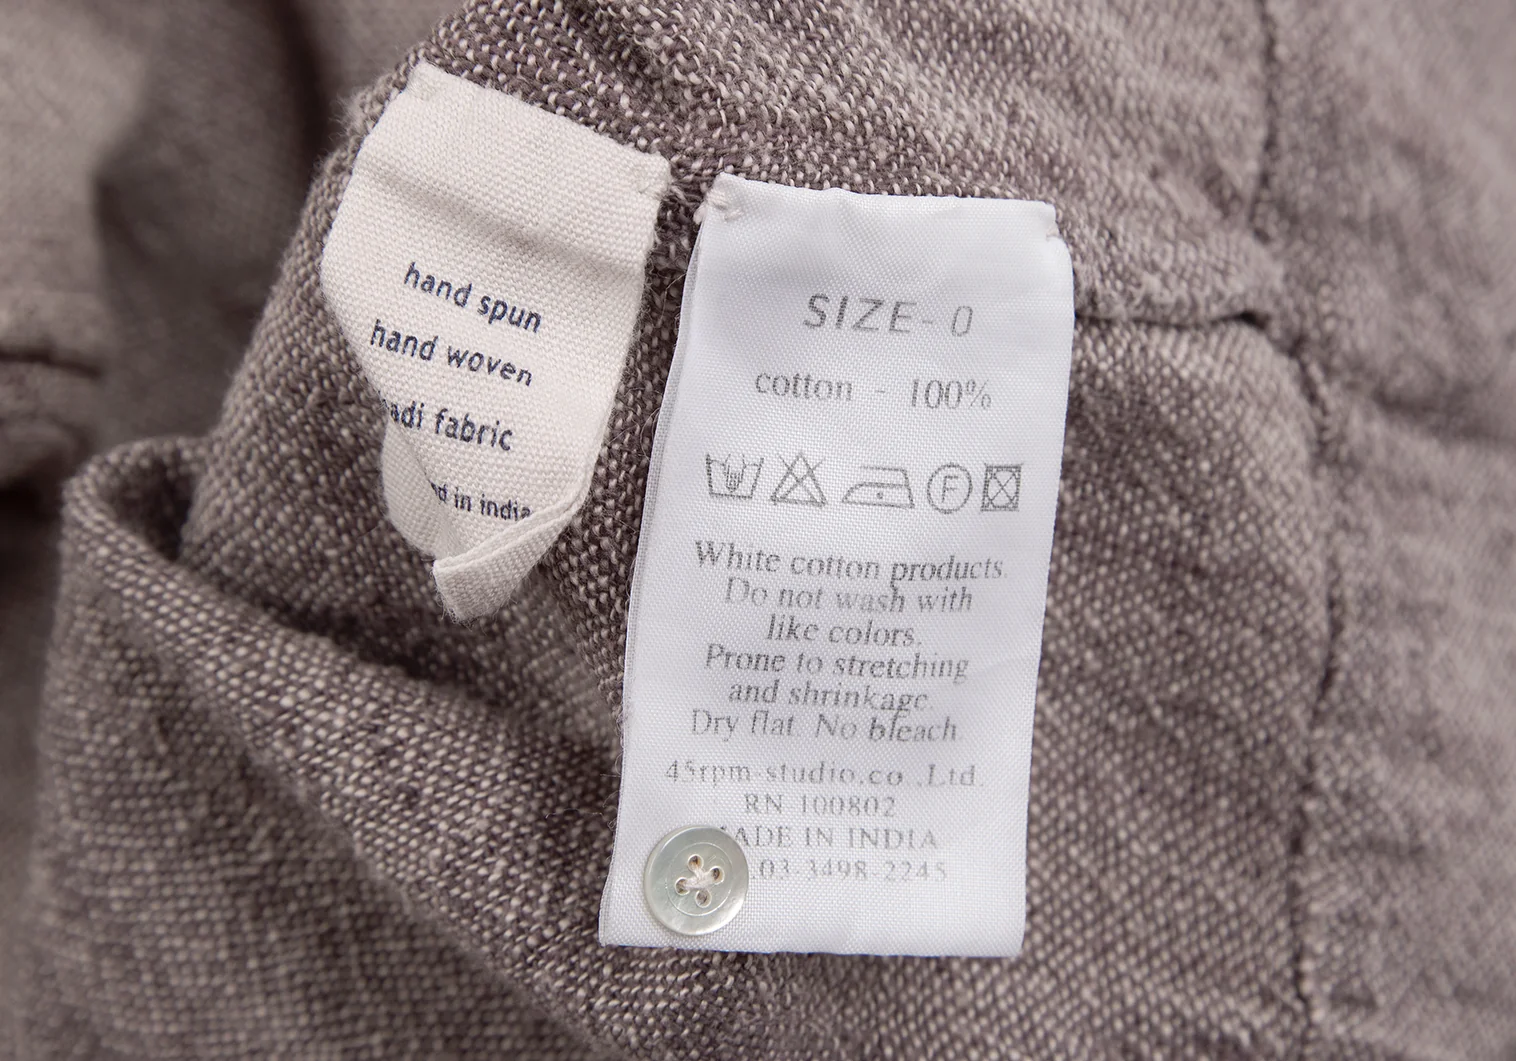 hand spun
hand woven
fabric
in india
SIZE- 0
cotton - 100%
F
White cotton products.
Do not wash with
like colors.
Prone to stretching
and shrinkage.
Dry flat. No bleach
45rpm-studio.co .Ltd.
RN 100802
IN INDIA
03-3498-2245